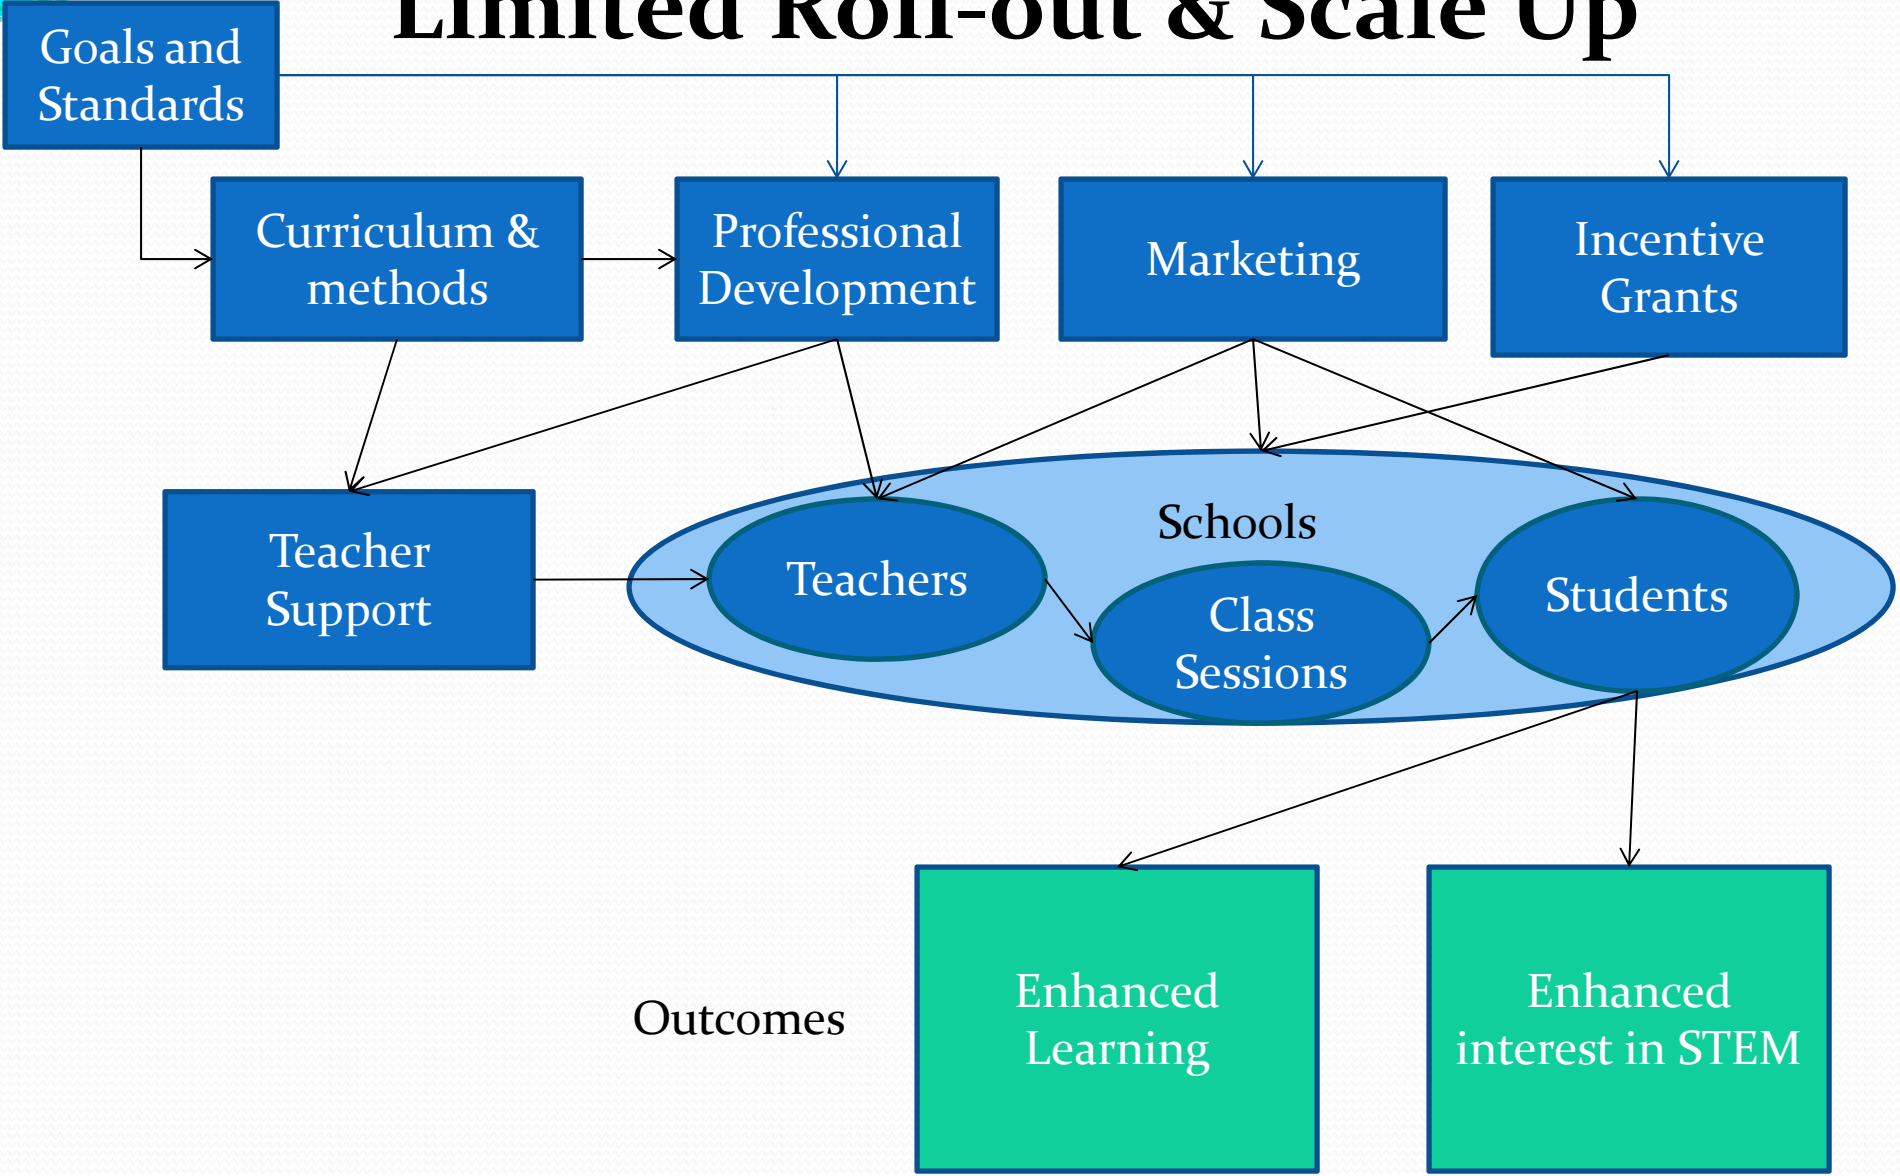 Limited Roll-out & Scale Up
Goals and
Standards
Curriculum &
methods
Professional
Development
Marketing
Incentive
Grants
Teacher
Support
Schools
Teachers
Class
Sessions
Students
Outcomes
Enhanced
Learning
Enhanced
interest in STEM